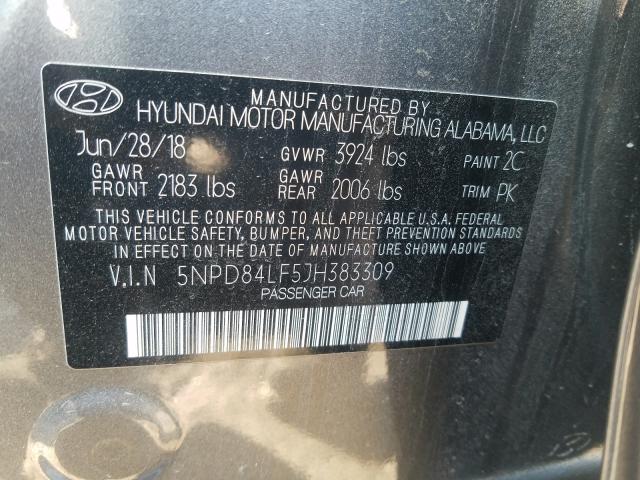 MANUFACTURED BY
HYUNDAI MOTOR MANUFACTURING ALABAMA, LLC
Jun/28/18 GVWR 3924 lbs PAINT 2C
GAWR FRONT 2183 lbs GAWR REAR 2006 lbs TRIM PK
THIS VEHICLE CONFORMS TO ALL APPLICABLE U.S.A. FEDERAL
MOTOR VEHICLE SAFETY, BUMPER, AND THEFT PREVENTION STANDARDS
IN EFFECT ON THE DATE OF MANUFACTURE SHOWN ABOVE.
V.I.N 5NPD84LF5JH383309
PASSENGER CAR